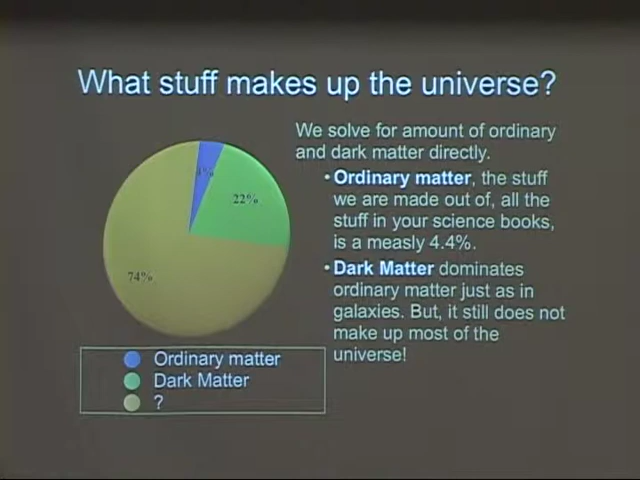 What stuff makes up the universe?
We solve for amount of ordinary
and dark matter directly.
•Ordinary matter, the stuff
we are made out of, all the
stuff in your science books,
is a measly 4.4%.
•Dark Matter dominates
ordinary matter just as in
galaxies. But, it still does not
make up most of the
universe!
4%
22%
74%
Ordinary matter
Dark Matter
?